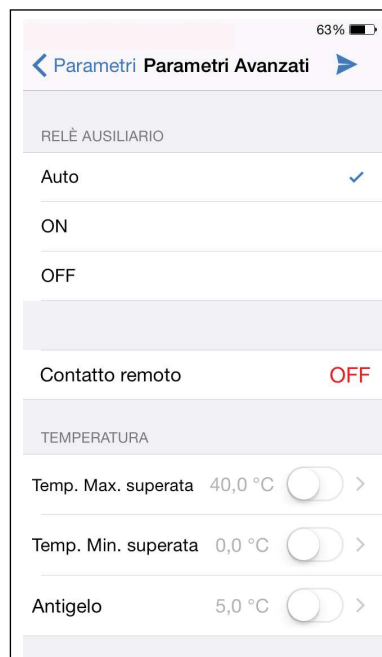 63%
Parametri Parametri Avanzati
RELÈ AUSILIARIO
Auto
ON
OFF
Contatto remoto OFF
TEMPERATURA
Temp. Max. superata 40,0 °C
Temp. Min. superata 0,0 °C
Antigelo 5,0 °C